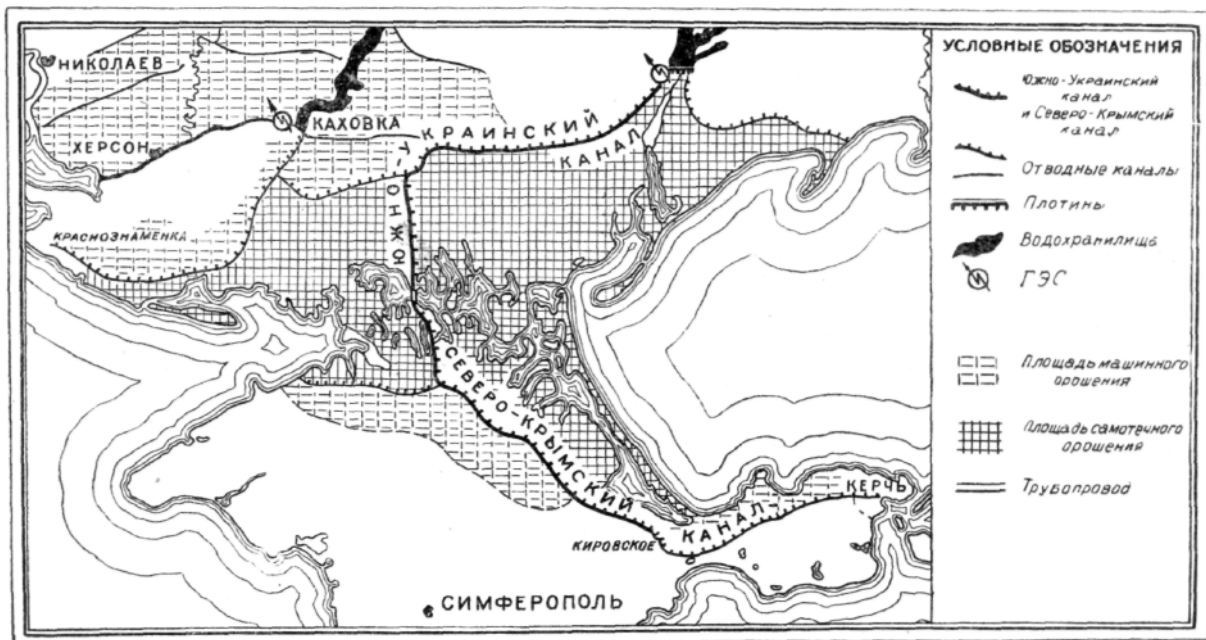 НИКОЛАЕВ
ХЕРСОН
КАХОВКА
КРАСНОЗНАМЕНКА
ЮЖНО-УКРАИНСКИЙ КАНАЛ
СЕВЕРО-КРЫМСКИЙ КАНАЛ
КЕРЧЬ
КИРОВСКОЕ
СИМФЕРОПОЛЬ
УСЛОВНЫЕ ОБОЗНАЧЕНИЯ
Южно-Украинский
канал
и Северо-Крымский
канал
Отводные каналы
Плотины
Водохранилище
ГЭС
Площадь машинного
орошения
Площадь самотечного
орошения
Трубопровод